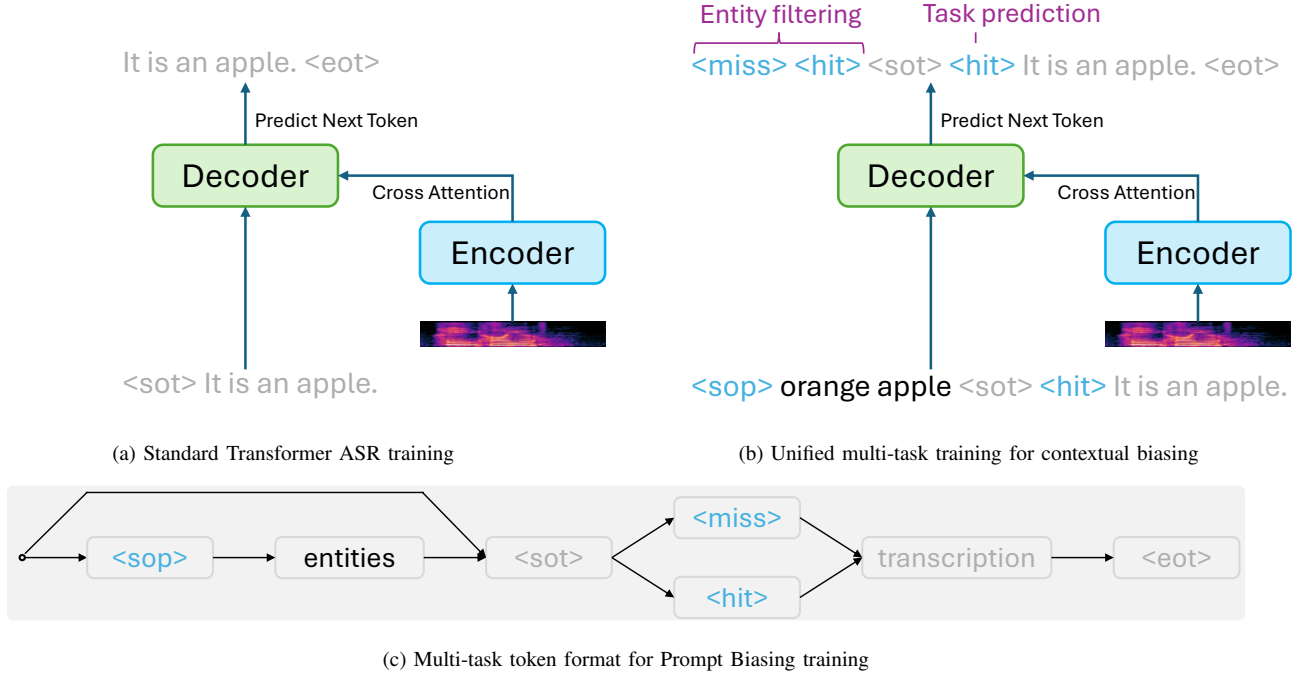 Entity filtering
Task prediction
It is an apple. <eot>
<miss> <hit> <sot> <hit> It is an apple. <eot>
Predict Next Token
Predict Next Token
Decoder
Decoder
Cross Attention
Cross Attention
Encoder
Encoder
<sot> It is an apple.
<sop> orange apple <sot> <hit> It is an apple.
(a) Standard Transformer ASR training
(b) Unified multi-task training for contextual biasing
<miss>
<sop>
entities
<sot>
transcription
<eot>
<hit>
(c) Multi-task token format for Prompt Biasing training